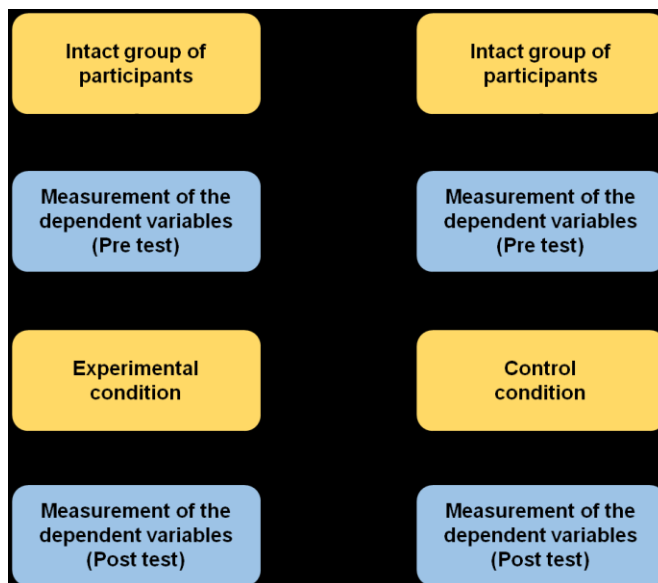 Intact group of
participants
Intact group of
participants
Measurement of the
dependent variables
(Pre test)
Measurement of the
dependent variables
(Pre test)
Experimental
condition
Control
condition
Measurement of the
dependent variables
(Post test)
Measurement of the
dependent variables
(Post test)